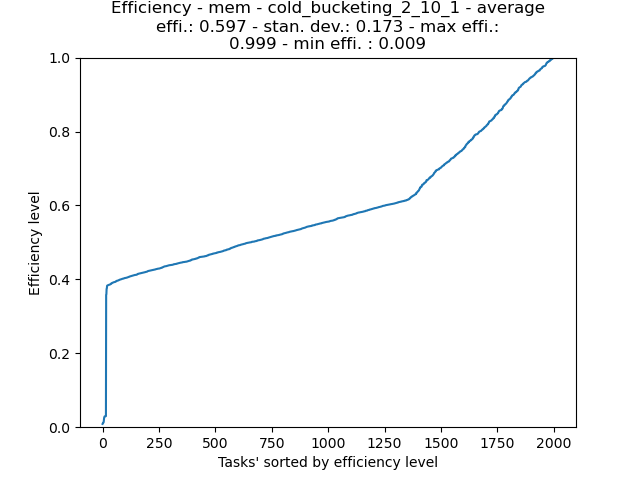 Efficiency - mem - cold_bucketing_2_10_1 - average
effi.: 0.597 - stan. dev.: 0.173 - max effi.:
0.999 - min effi. : 0.009
1.0
0.8
0.6
0.4
0.2
0.0
Efficiency level
0 250 500 750 1000 1250 1500 1750 2000
Tasks' sorted by efficiency level